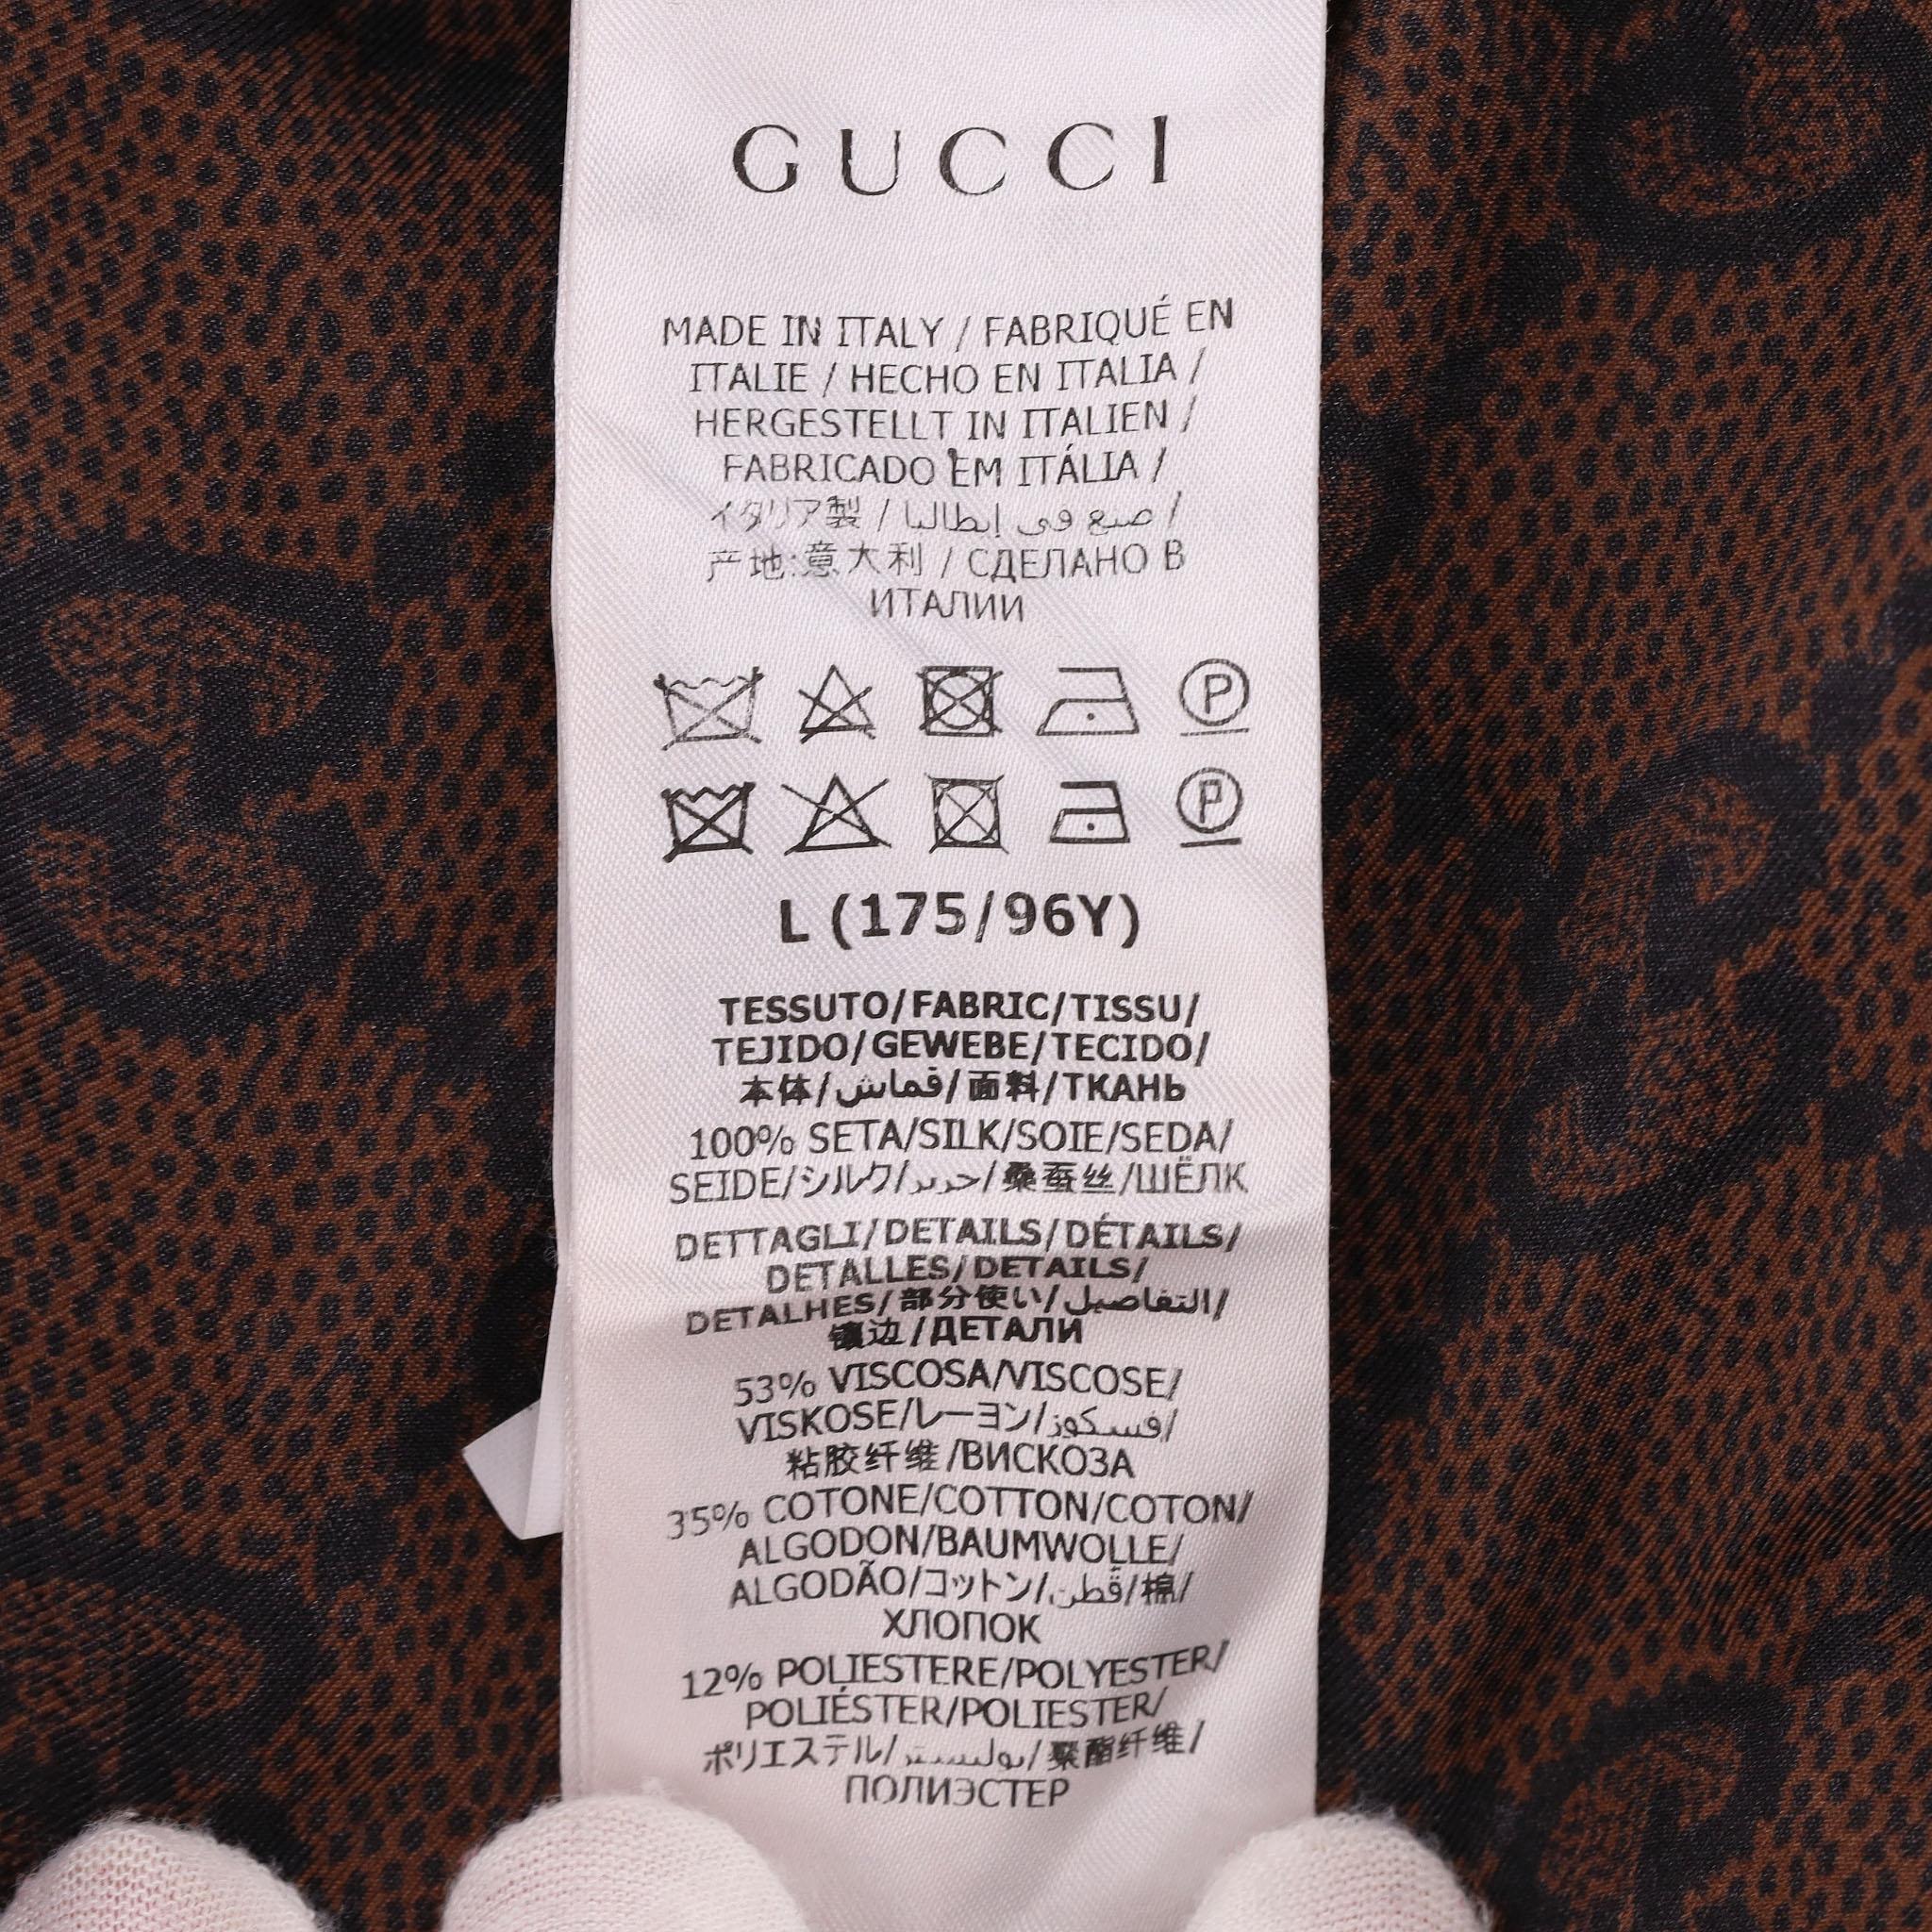 GUCCI
MADE IN ITALY / FABRIQUÉ EN
ITALIE / HECHO EN ITALIA /
HERGESTELLT IN ITALIEN /
FABRICADO EM ITÁLIA /
イタリア製 / صنع في إيطاليا /
产地:意大利 / СДЕЛАНО В
ИТАЛИИ
P
P
L (175/96Y)
TESSUTO/FABRIC/TISSU/
TEJIDO/GEWEBE/TECIDO/
本体/قماش/面料/ТКАНЬ
100% SETA/SILK/SOIE/SEDA/
SEIDE/シルク/حرير/桑蚕丝/ШЁЛК
DETTAGLI/DETAILS/DÉTAILS/
DETALLES/DETAILS/
DETALHES/部分使い/التفاصيل/
镶边/ДЕТАЛИ
53% VISCOSA/VISCOSE/
VISKOSE/レーヨン/فسكوز/
粘胶纤维/ВИСКОЗА
35% COTONE/COTTON/COTON/
ALGODON/BAUMWOLLE/
ALGODÃO/コットン/قطن/棉/
ХЛОПОК
12% POLIESTERE/POLYESTER/
POLIÉSTER/POLIESTER/
ポリエステル/بوليستر/聚酯纤维/
ПОЛИЭСТЕР